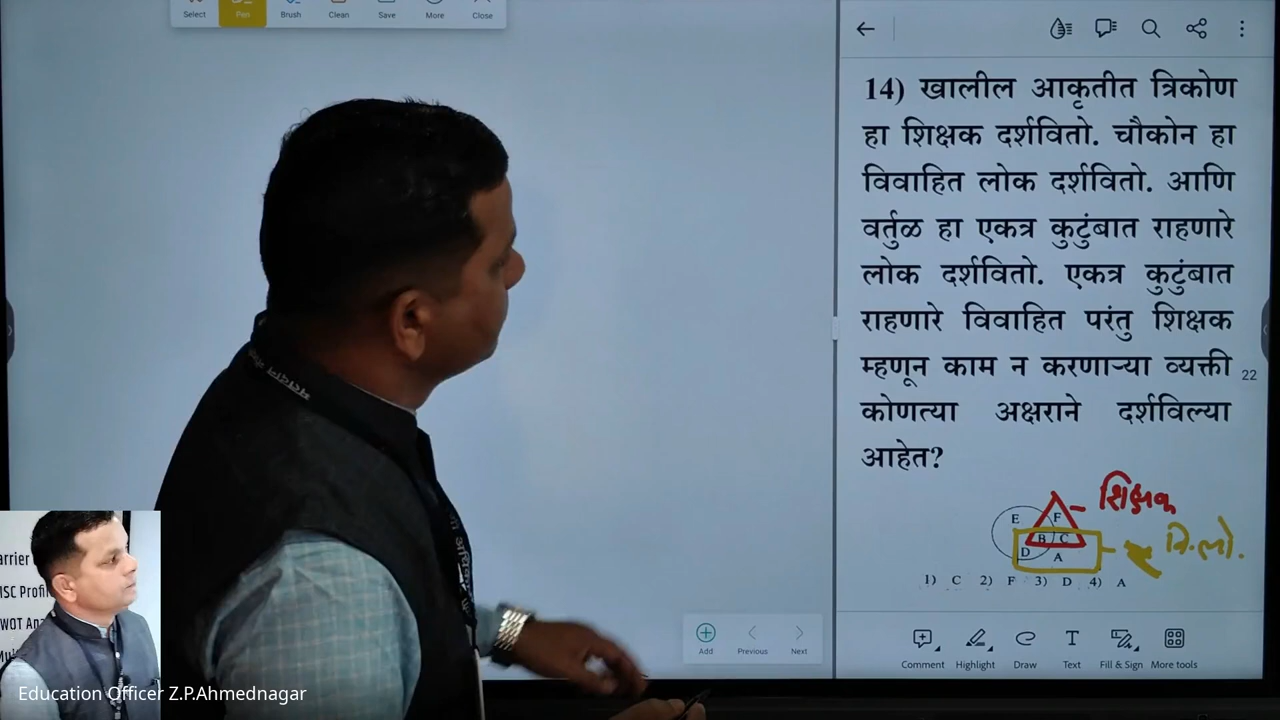 Select Pen Brush Clean Save More Close
14) खालील आकृतीत त्रिकोण
हा शिक्षक दर्शवितो. चौकोन हा
विवाहित लोक दर्शवितो. आणि
वर्तुळ हा एकत्र कुटुंबात राहणारे
लोक दर्शवितो. एकत्र कुटुंबात
राहणारे विवाहित परंतु शिक्षक
म्हणून काम न करणाऱ्या व्यक्ती
22
कोणत्या अक्षराने दर्शविल्या
आहेत?
शिक्षक
E F
B C
वि.लो.
D A
1) C 2) F 3) D 4) A
Add Previous Next
Comment Highlight Draw Text Fill & Sign More tools
Education Officer Z.P.Ahmednagar